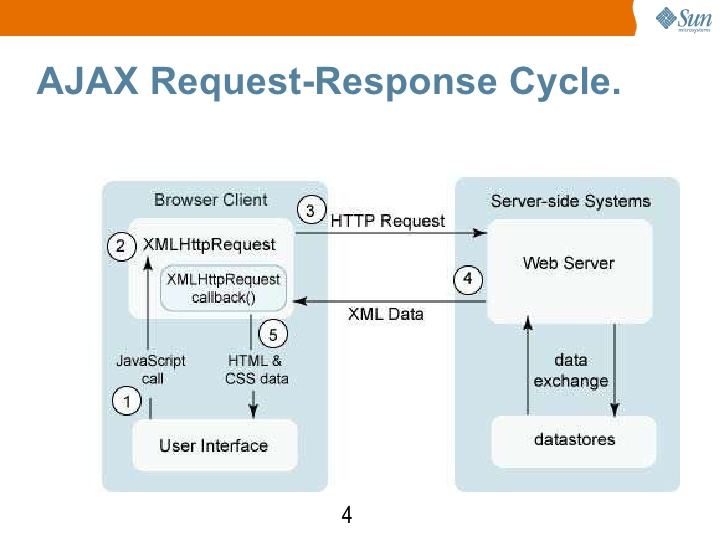 Sun
microsystems
AJAX Request-Response Cycle.
Browser Client
Server-side Systems
3
HTTP Request
2
XMLHttpRequest
Web Server
XMLHttpRequest
callback()
4
XML Data
5
JavaScript
call
HTML &
CSS data
data
exchange
1
User Interface
datastores
4